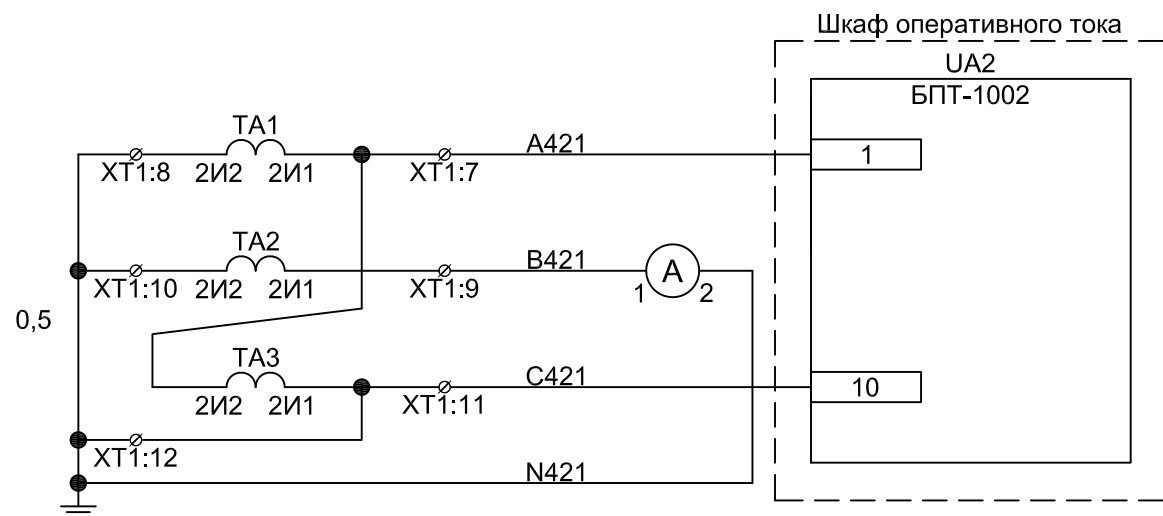 Шкаф оперативного тока
UA2
БПТ-1002
TA1
A421
1
XT1:8
2И2
2И1
XT1:7
TA2
B421
A
XT1:10
2И2
2И1
XT1:9
1
2
0,5
TA3
C421
10
2И2
2И1
XT1:11
XT1:12
N421